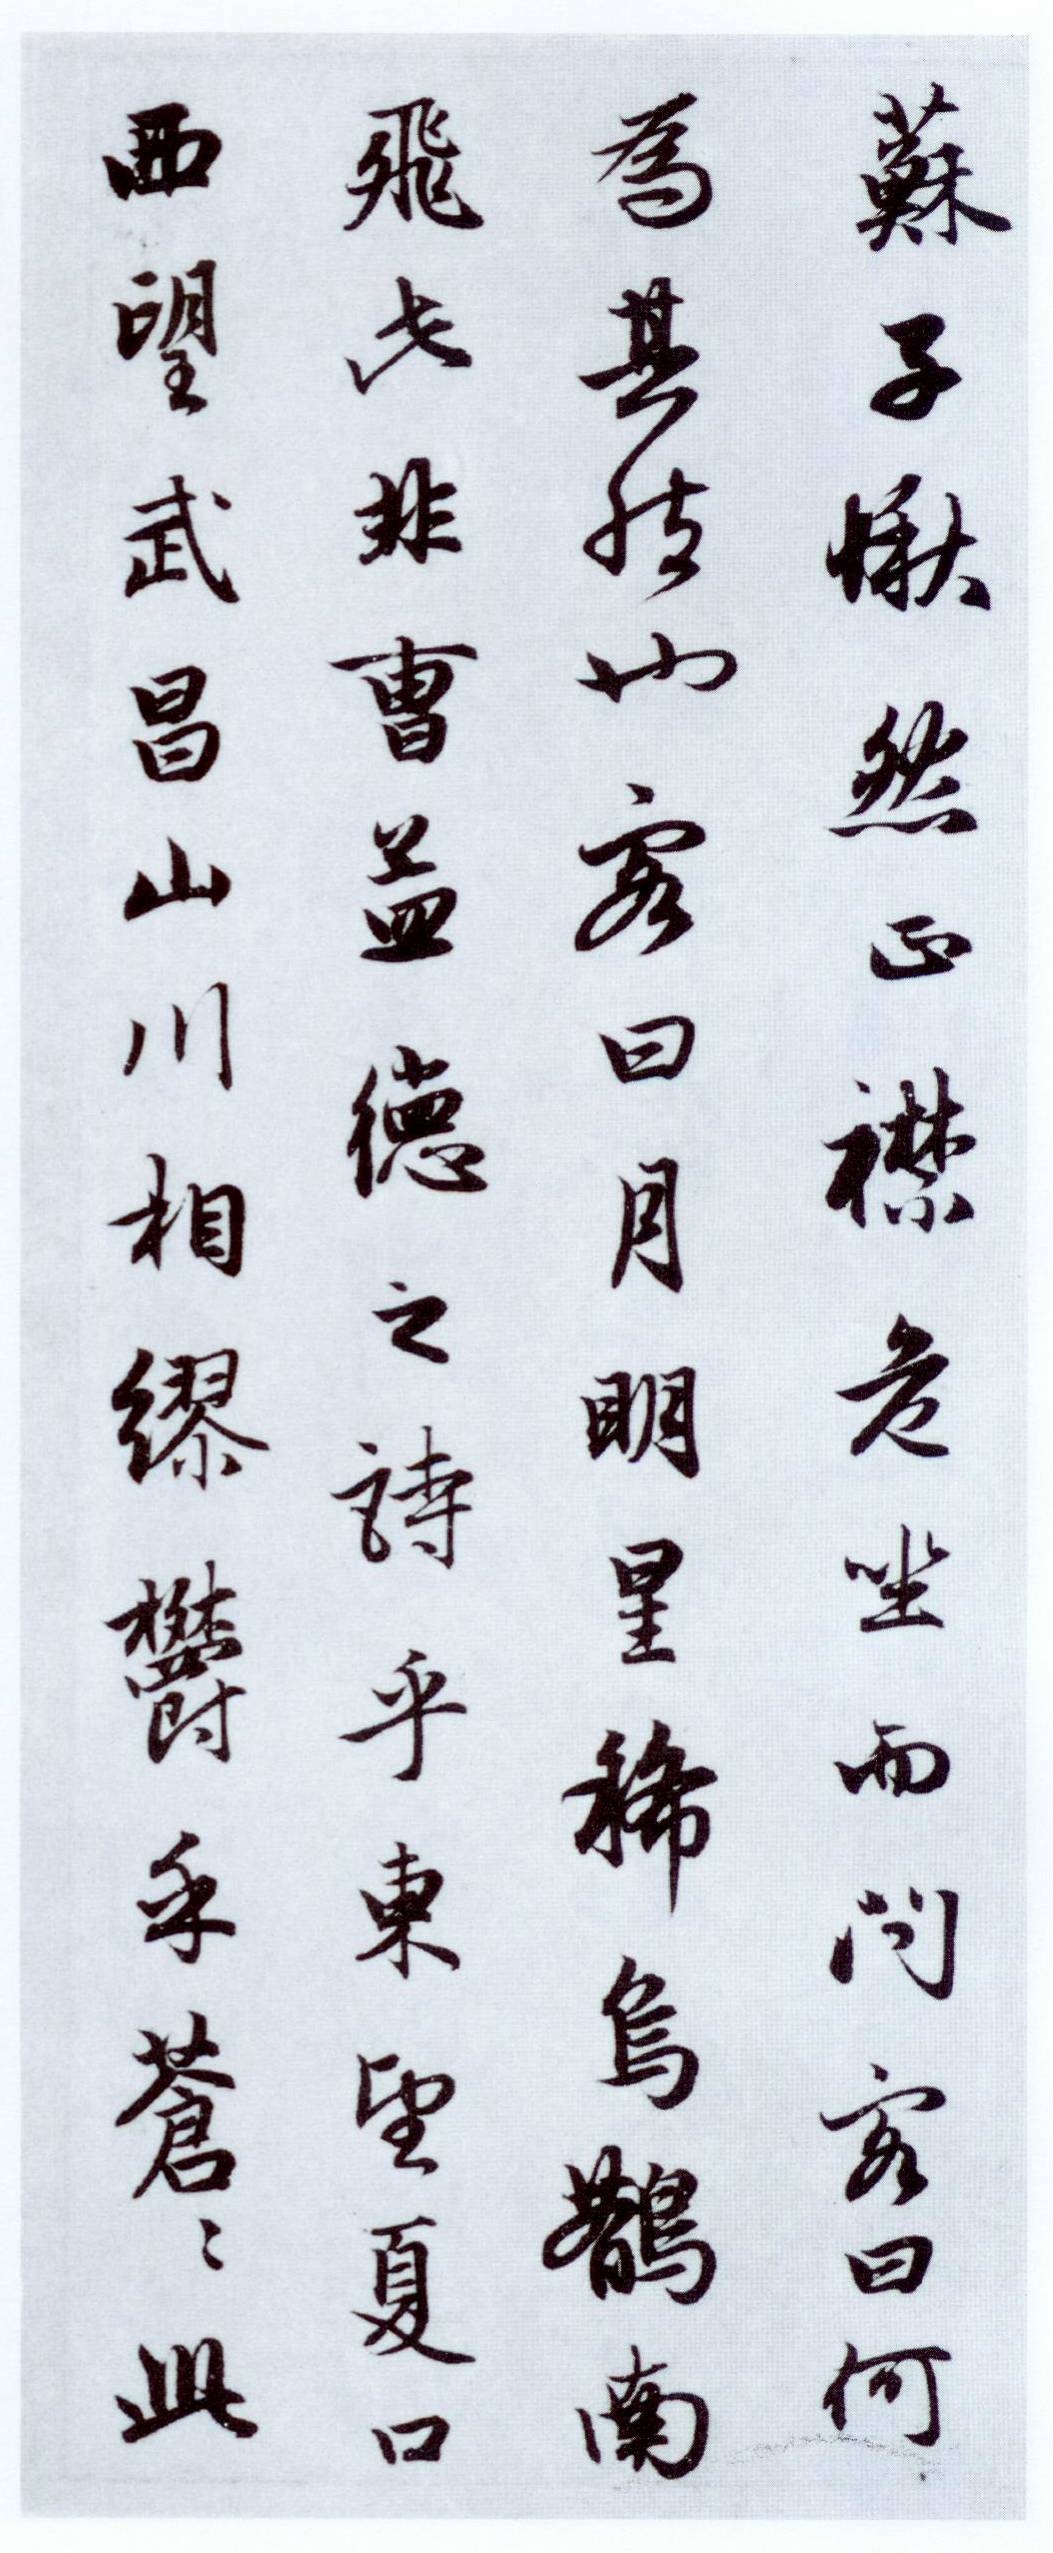 蘇子愀然正襟危坐而問客曰何
為其然也客曰月明星稀烏鵲南
飛此非曹孟德之詩乎東望夏口
西望武昌山川相繆鬱乎蒼〻此